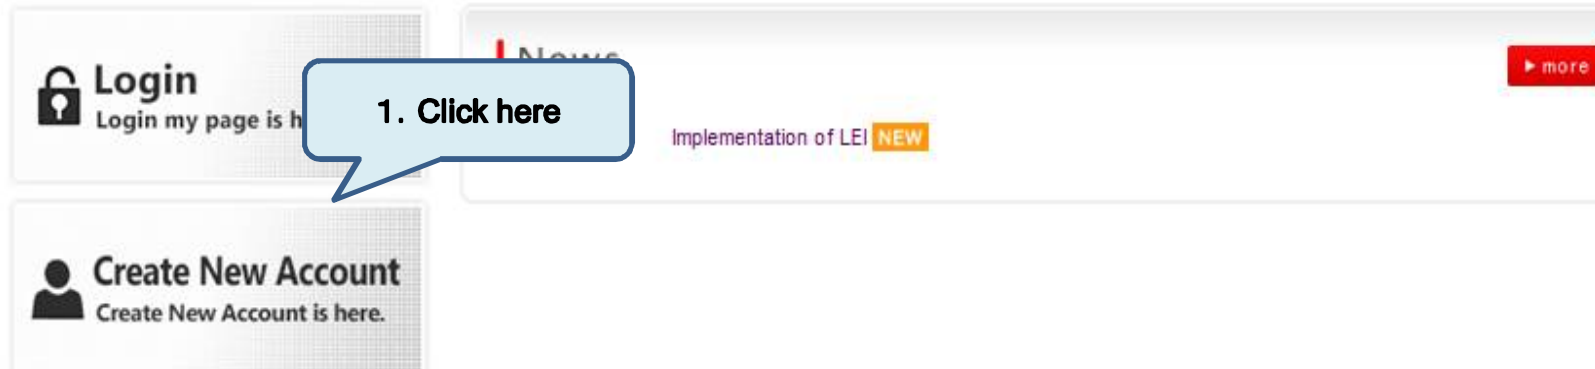 Login
Login my page is
1. Click here
News
more
Implementation of LEI NEW
Create New Account
Create New Account is here.